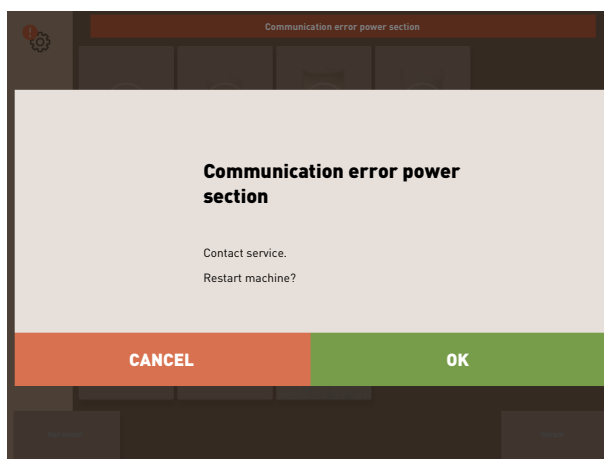 !
Communication error power section
Communication error power
section
Contact service.
Restart machine?
CANCEL
OK